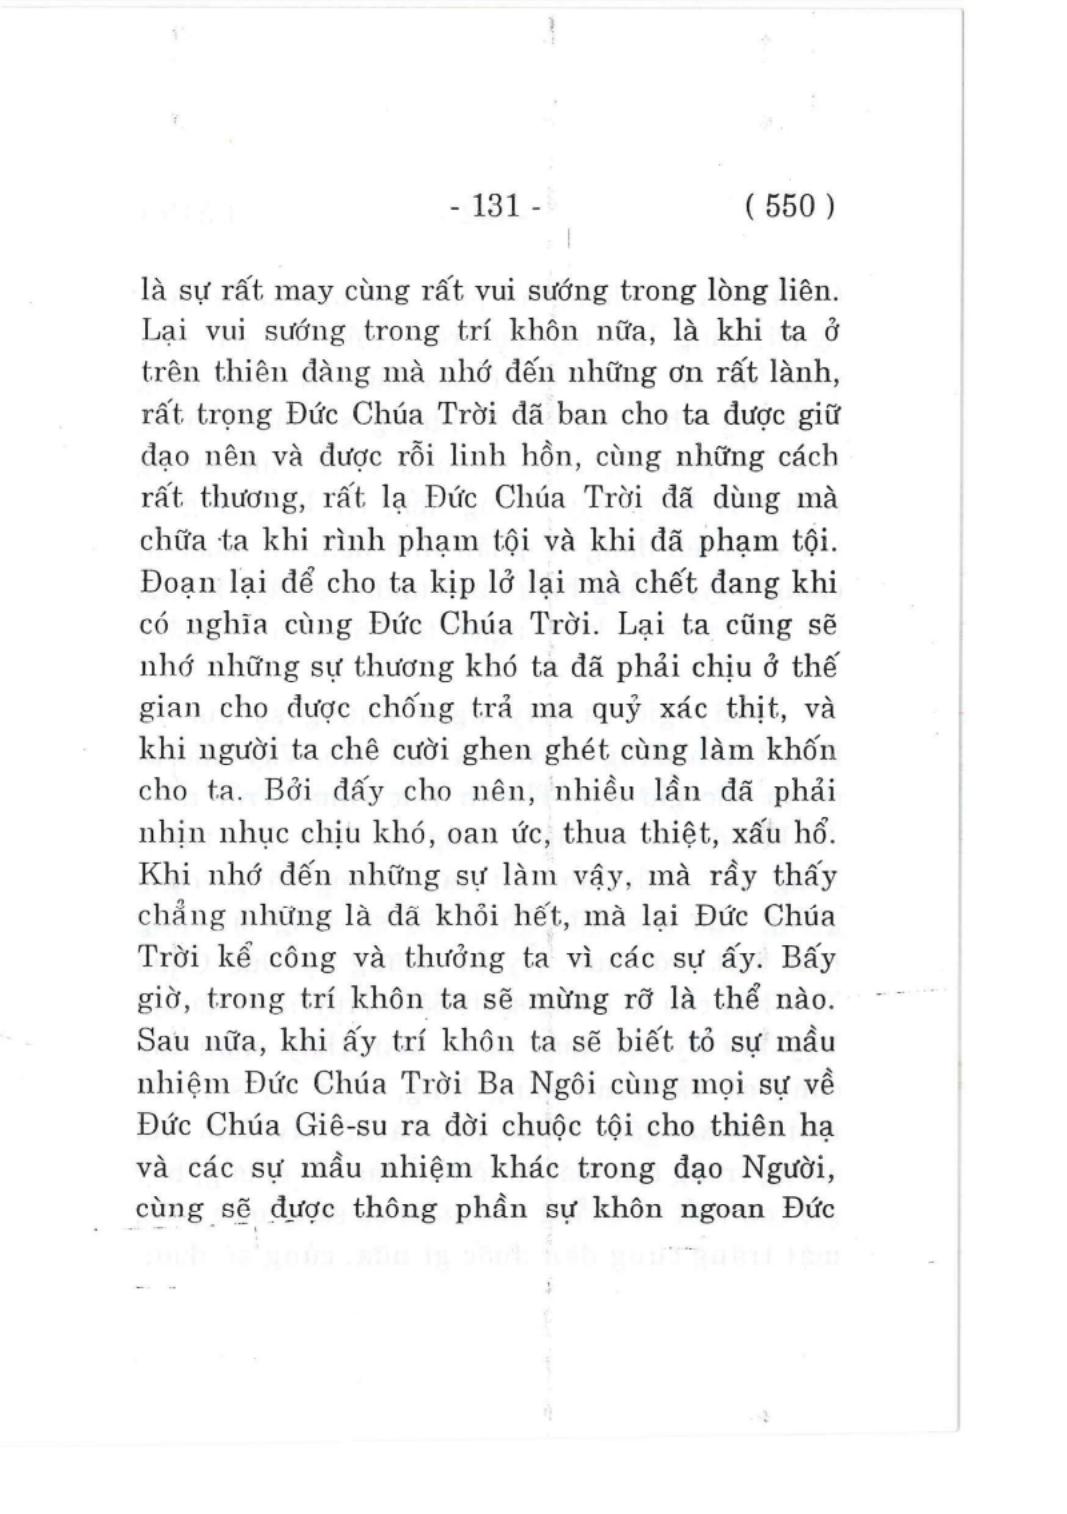 - 131 - ( 550 )
là sự rất may cùng rất vui sướng trong lòng liên.
Lại vui sướng trong trí khôn nữa, là khi ta ở
trên thiên đàng mà nhớ đến những ơn rất lành,
rất trọng Đức Chúa Trời đã ban cho ta được giữ
đạo nên và được rỗi linh hồn, cùng những cách
rất thương, rất lạ Đức Chúa Trời đã dùng mà
chữa ta khi rình phạm tội và khi đã phạm tội.
Đoạn lại để cho ta kịp lở lại mà chết đang khi
có nghĩa cùng Đức Chúa Trời. Lại ta cũng sẽ
nhớ những sự thương khó ta đã phải chịu ở thế
gian cho được chống trả ma quỷ xác thịt, và
khi người ta chê cười ghen ghét cùng làm khốn
cho ta. Bởi đấy cho nên, nhiều lần đã phải
nhịn nhục chịu khó, oan ức, thua thiệt, xấu hổ.
Khi nhớ đến những sự làm vậy, mà rầy thấy
chẳng những là đã khỏi hết, mà lại Đức Chúa
Trời kể công và thưởng ta vì các sự ấy. Bấy
giờ, trong trí khôn ta sẽ mừng rỡ là thể nào.
Sau nữa, khi ấy trí khôn ta sẽ biết tỏ sự mầu
nhiệm Đức Chúa Trời Ba Ngôi cùng mọi sự về
Đức Chúa Giê-su ra đời chuộc tội cho thiên hạ
và các sự mầu nhiệm khác trong đạo Người,
cùng sẽ được thông phần sự khôn ngoan Đức